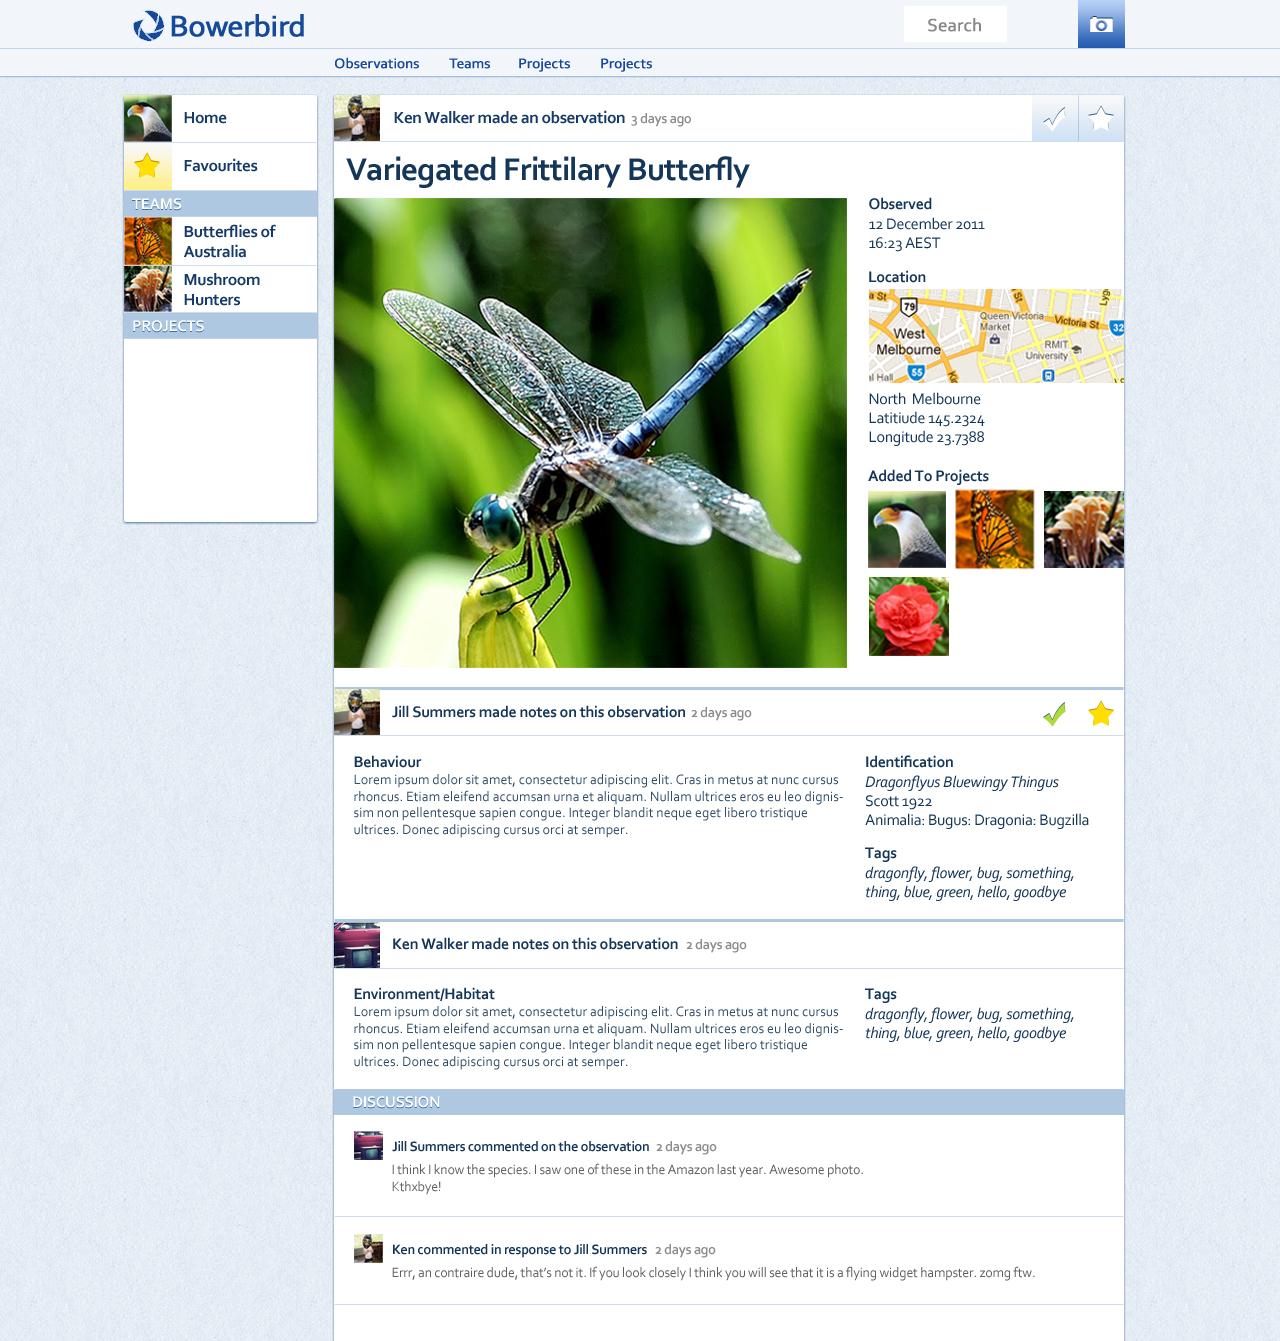 Bowerbird
Search
Observations Teams Projects Projects
Home
Favourites
TEAMS
Butterflies of
Australia
Mushroom
Hunters
PROJECTS
Ken Walker made an observation 3 days ago
Variegated Frittilary Butterfly
Observed
12 December 2011
16:23 AEST
Location
a St
79
Queen Victoria
Market
Victoria St
Lyg
32
West
Melbourne
RMIT
University
al Hall
55
North Melbourne
Latitiude 145.2324
Longitude 23.7388
Added To Projects
Jill Summers made notes on this observation 2 days ago
Behaviour
Lorem ipsum dolor sit amet, consectetur adipiscing elit. Cras in metus at nunc cursus
rhoncus. Etiam eleifend accumsan urna et aliquam. Nullam ultrices eros eu leo dignis-
sim non pellentesque sapien congue. Integer blandit neque eget libero tristique
ultrices. Donec adipiscing cursus orci at semper.
Identification
Dragonflyus Bluewingy Thingus
Scott 1922
Animalia: Bugus: Dragonia: Bugzilla
Tags
dragonfly, flower, bug, something,
thing, blue, green, hello, goodbye
Ken Walker made notes on this observation 2 days ago
Environment/Habitat
Lorem ipsum dolor sit amet, consectetur adipiscing elit. Cras in metus at nunc cursus
rhoncus. Etiam eleifend accumsan urna et aliquam. Nullam ultrices eros eu leo dignis-
sim non pellentesque sapien congue. Integer blandit neque eget libero tristique
ultrices. Donec adipiscing cursus orci at semper.
Tags
dragonfly, flower, bug, something,
thing, blue, green, hello, goodbye
DISCUSSION
Jill Summers commented on the observation 2 days ago
I think I know the species. I saw one of these in the Amazon last year. Awesome photo.
Kthxbye!
Ken commented in response to Jill Summers 2 days ago
Errr, an contraire dude, that's not it. If you look closely I think you will see that it is a flying widget hampster. zomg ftw.